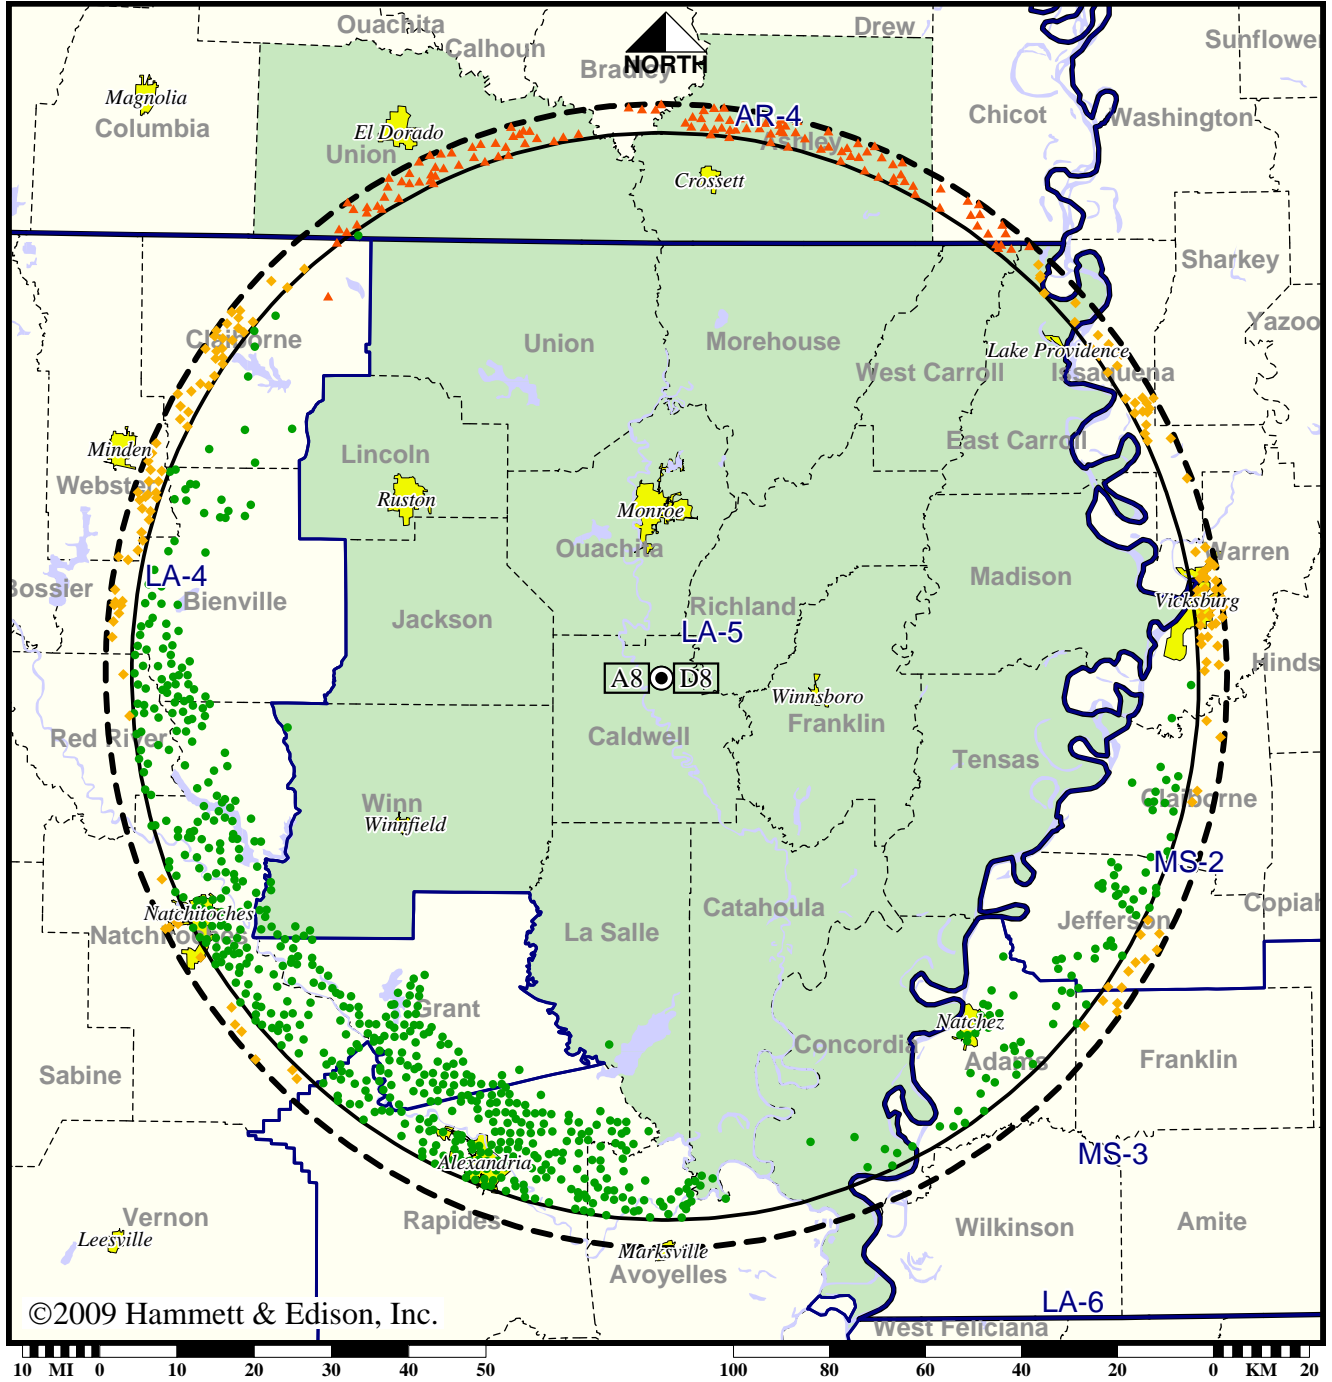 Ouachita
Drew
Calhoun
Sunflower
NORTH
Bradley
Magnolia
Columbia
El Dorado
Union
AR-4
Ashley
Chicot
Washington
Crossett
Sharkey
Yazoo
Claiborne
Union
Morehouse
Lake Providence
West Carroll
Issaquena
Minden
Webster
Lincoln
East Carroll
Ruston
Monroe
Ouachita
Warren
LA-4
Bossier
Bienville
Madison
Vicksburg
Jackson
Richland
LA-5
Hinds
A8
D8
Winnsboro
Franklin
Red River
Caldwell
Tensas
Winn
Winnfield
Claiborne
MS-2
Natchitoches
Natchitoches
La Salle
Catahoula
Jefferson
Copiah
Grant
Natchez
Concordia
Adams
Franklin
Sabine
MS-3
Alexandria
Vernon
Leesville
Rapides
Marksville
Avoyelles
Wilkinson
Amite
LA-6
West Feliciana
©2009 Hammett & Edison, Inc.
10 MI 0 10 20 30 40 50 100 80 60 40 20 0 KM 20